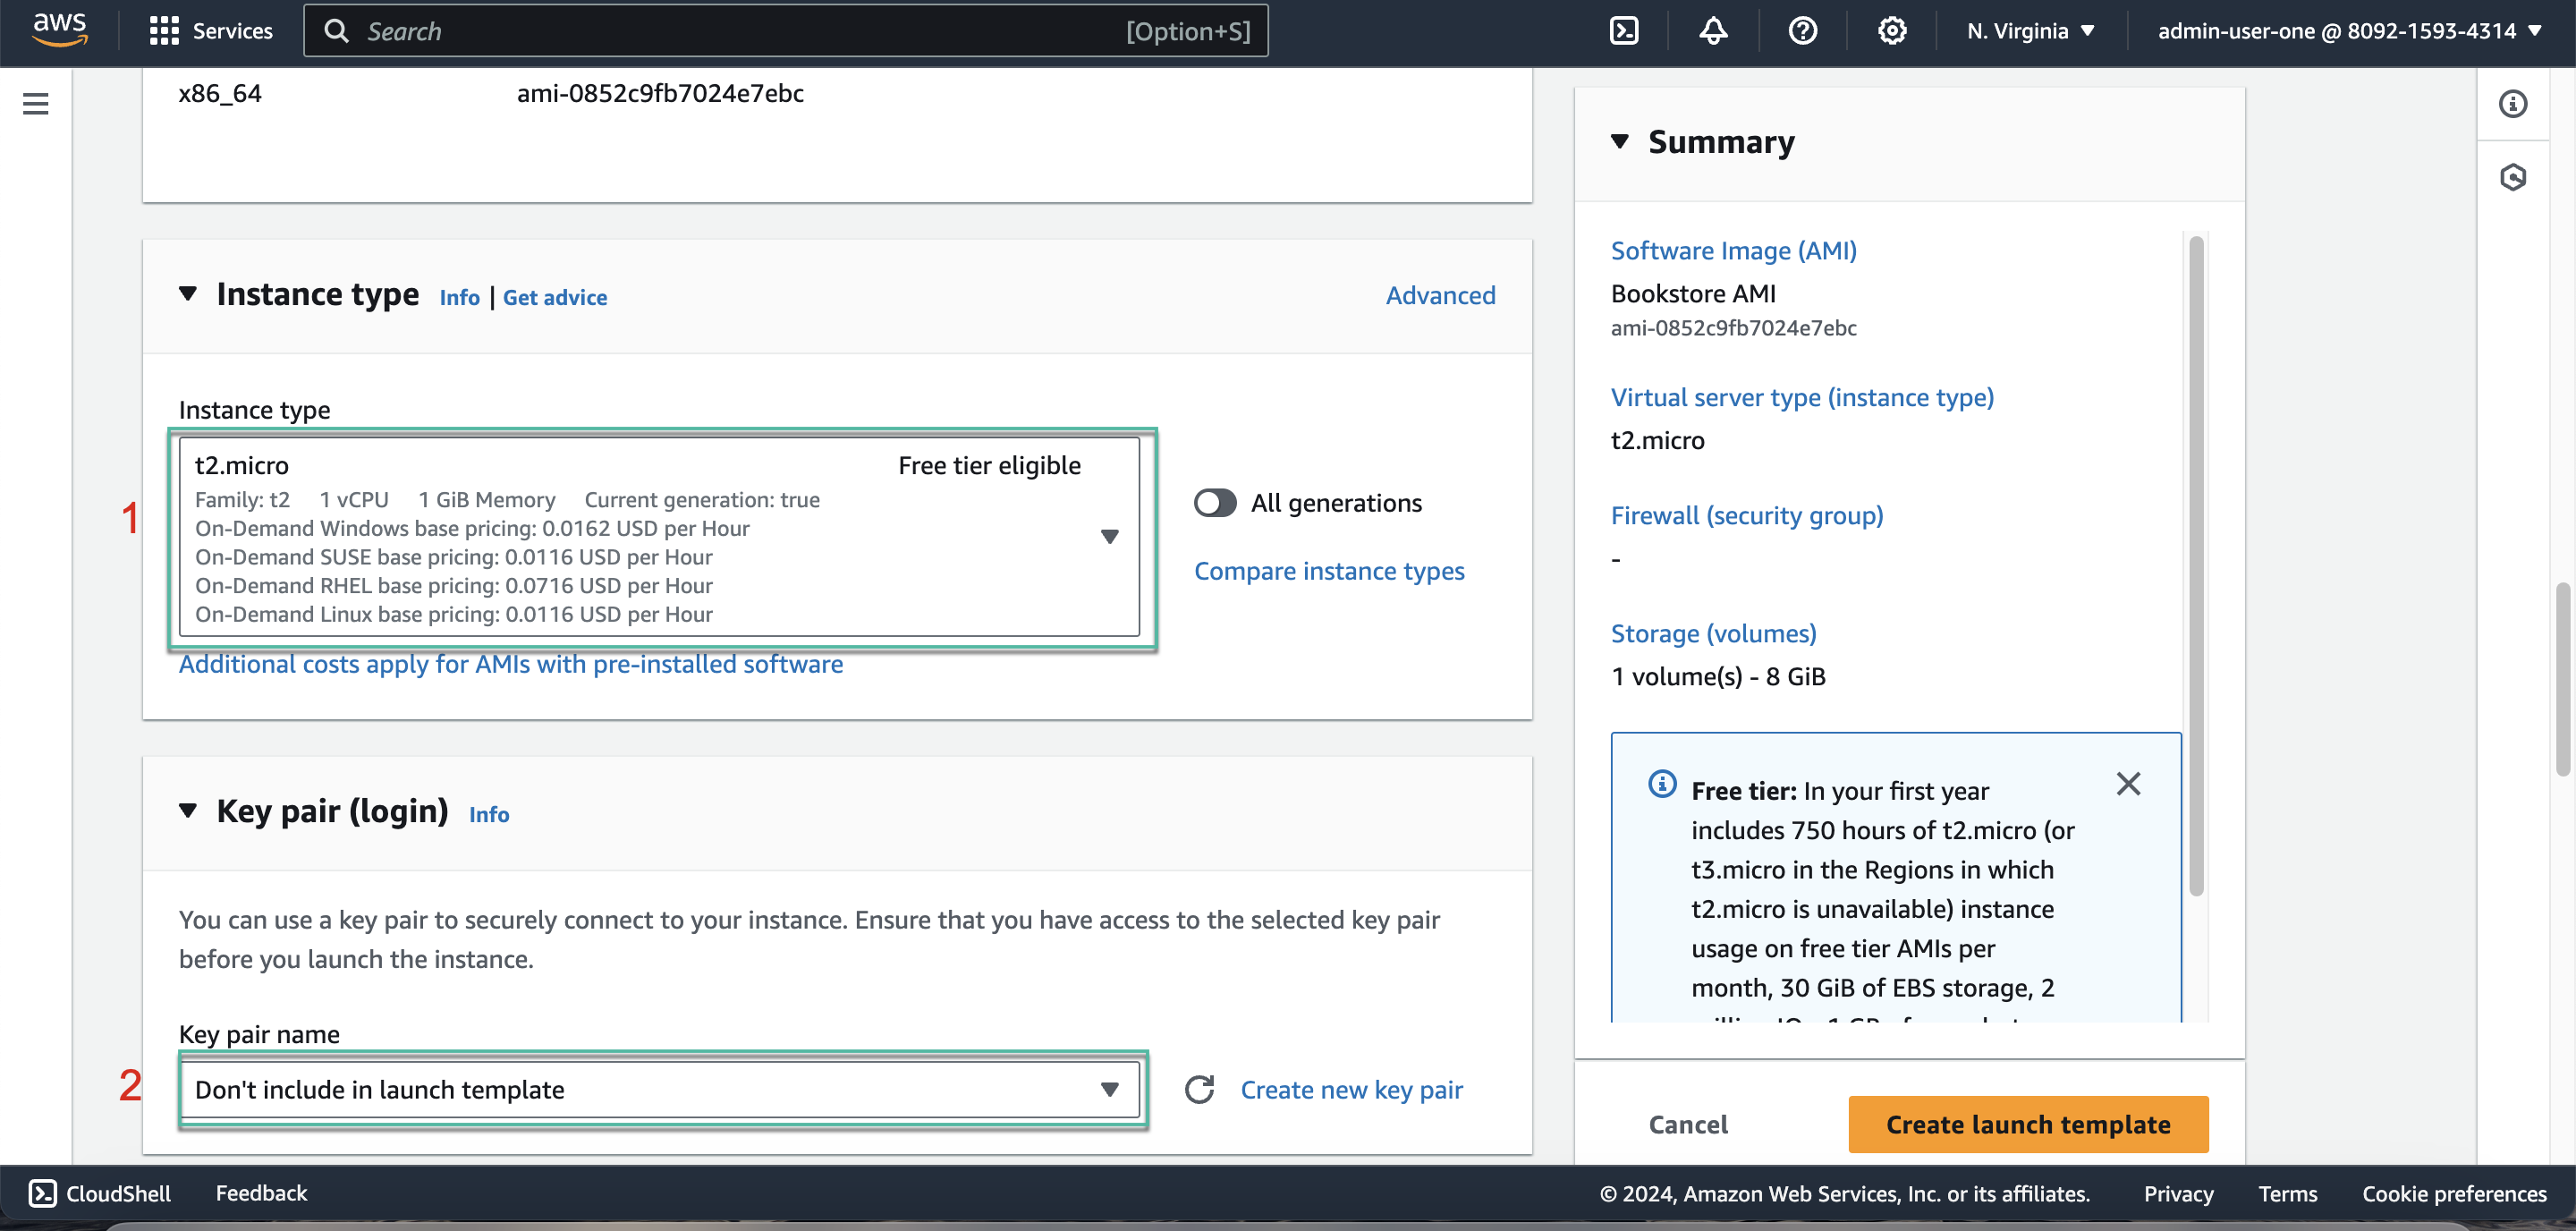 aws
Services
Search
[Option+S]
N. Virginia
admin-user-one @ 8092-1593-4314
x86_64
ami-0852c9fb7024e7ebc
Instance type
Info
Get advice
Advanced
Instance type
1
t2.micro
Free tier eligible
Family: t2 1 vCPU 1 GiB Memory Current generation: true
On-Demand Windows base pricing: 0.0162 USD per Hour
On-Demand SUSE base pricing: 0.0116 USD per Hour
On-Demand RHEL base pricing: 0.0716 USD per Hour
On-Demand Linux base pricing: 0.0116 USD per Hour
All generations
Compare instance types
Additional costs apply for AMIs with pre-installed software
Key pair (login)
Info
You can use a key pair to securely connect to your instance. Ensure that you have access to the selected key pair
before you launch the instance.
Key pair name
2
Don't include in launch template
Create new key pair
Summary
Software Image (AMI)
Bookstore AMI
ami-0852c9fb7024e7ebc
Virtual server type (instance type)
t2.micro
Firewall (security group)
-
Storage (volumes)
1 volume(s) - 8 GiB
Free tier: In your first year
includes 750 hours of t2.micro (or
t3.micro in the Regions in which
t2.micro is unavailable) instance
usage on free tier AMIs per
month, 30 GiB of EBS storage, 2
Cancel
Create launch template
CloudShell
Feedback
© 2024, Amazon Web Services, Inc. or its affiliates.
Privacy
Terms
Cookie preferences